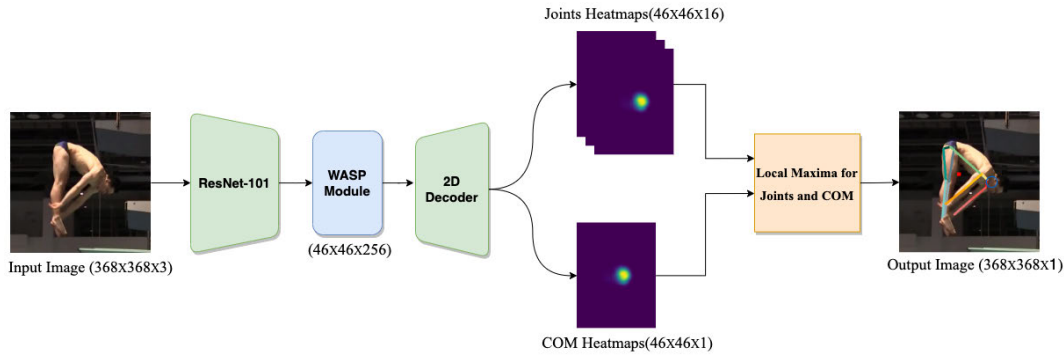 Joints Heatmaps(46X46X16)
ResNet-101
WASP
Module
2D
Decoder
Local Maxima for
Joints and COM
(46x46x256)
Input Image (368X368X3)
Output Image (368X368X1)
COM Heatmaps(46X46X1)